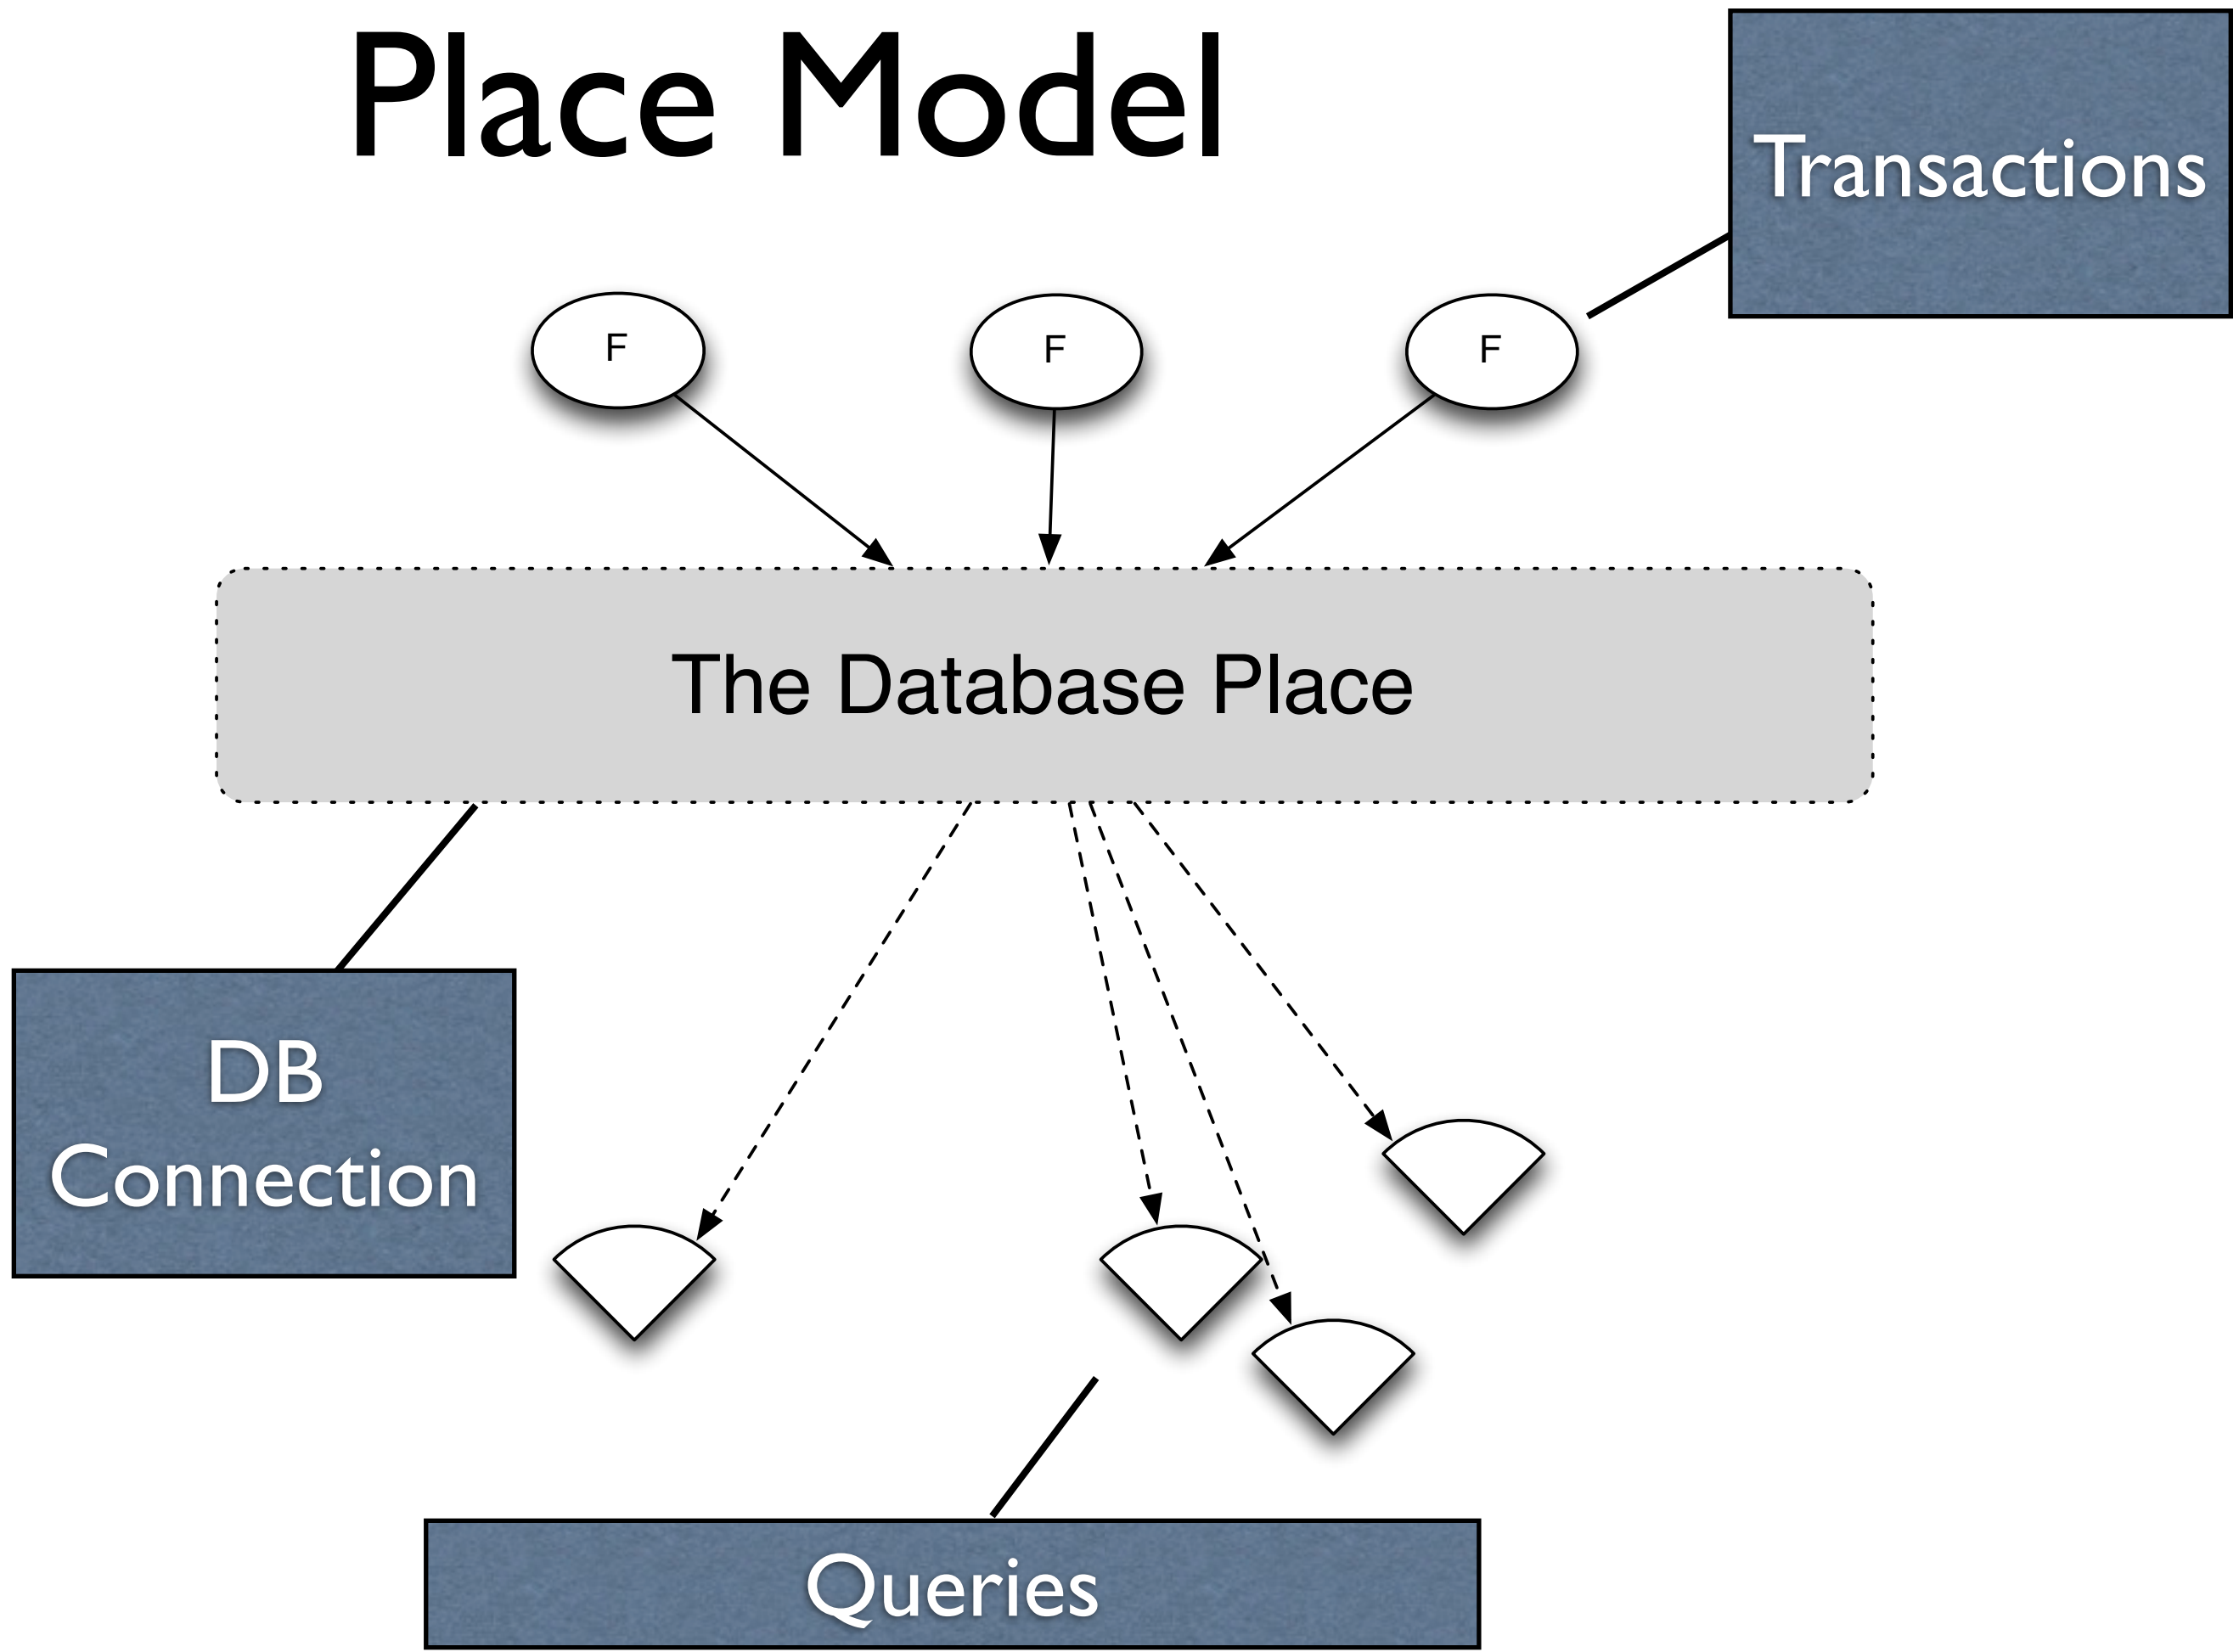 Place Model
Transactions
F
F
F
The Database Place
DB
Connection
Queries